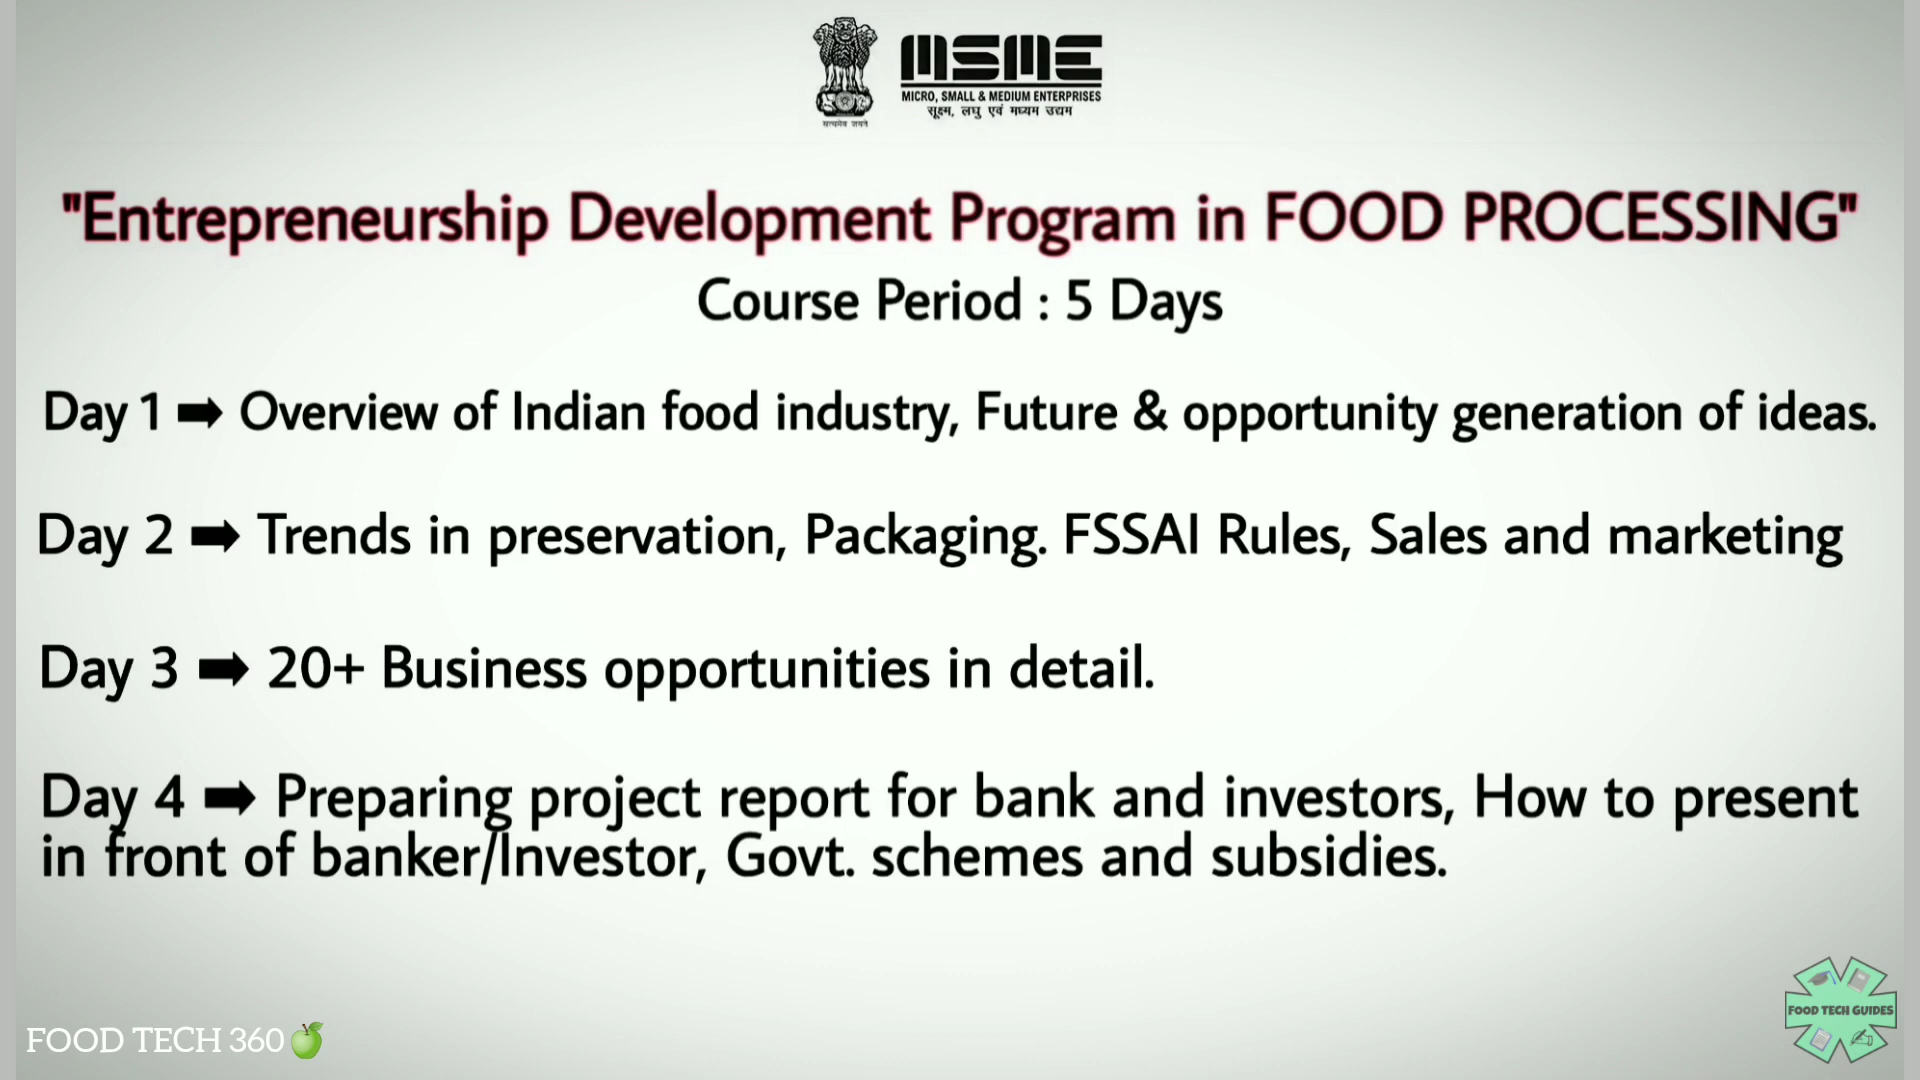 MSME
MICRO, SMALL & MEDIUM ENTERPRISES
सूक्ष्म, लघु एवं मध्यम उद्यम
सत्यमेव जयते
"Entrepreneurship Development Program in FOOD PROCESSING"
Course Period : 5 Days
Day 1 ➡ Overview of Indian food industry, Future & opportunity generation of ideas.
Day 2 ➡ Trends in preservation, Packaging. FSSAI Rules, Sales and marketing
Day 3 ➡ 20+ Business opportunities in detail.
Day 4 ➡ Preparing project report for bank and investors, How to present
in front of banker/Investor, Govt. schemes and subsidies.
FOOD TECH 360
FOOD TECH GUIDES